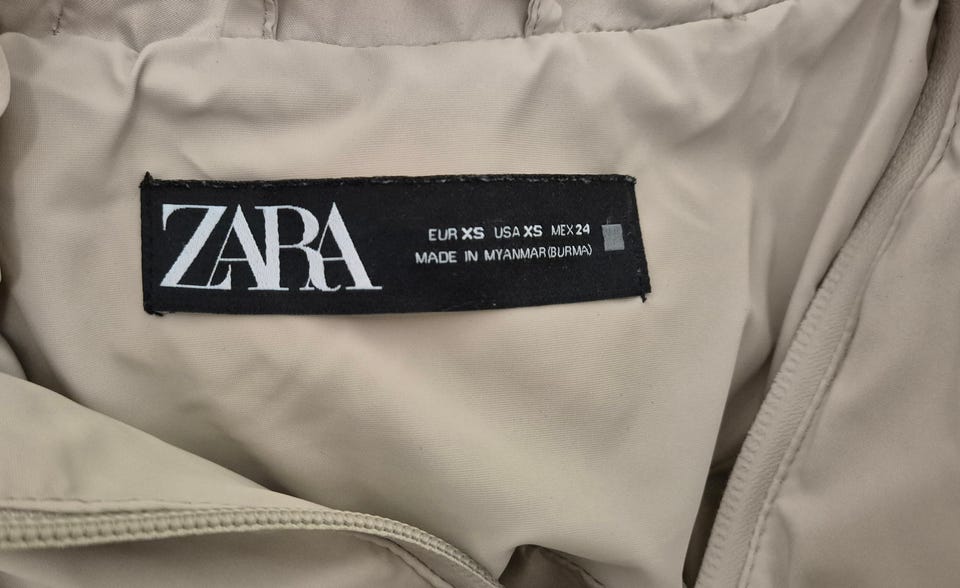 ZARA
EUR XS USA XS MEX 24
MADE IN MYANMAR(BURMA)